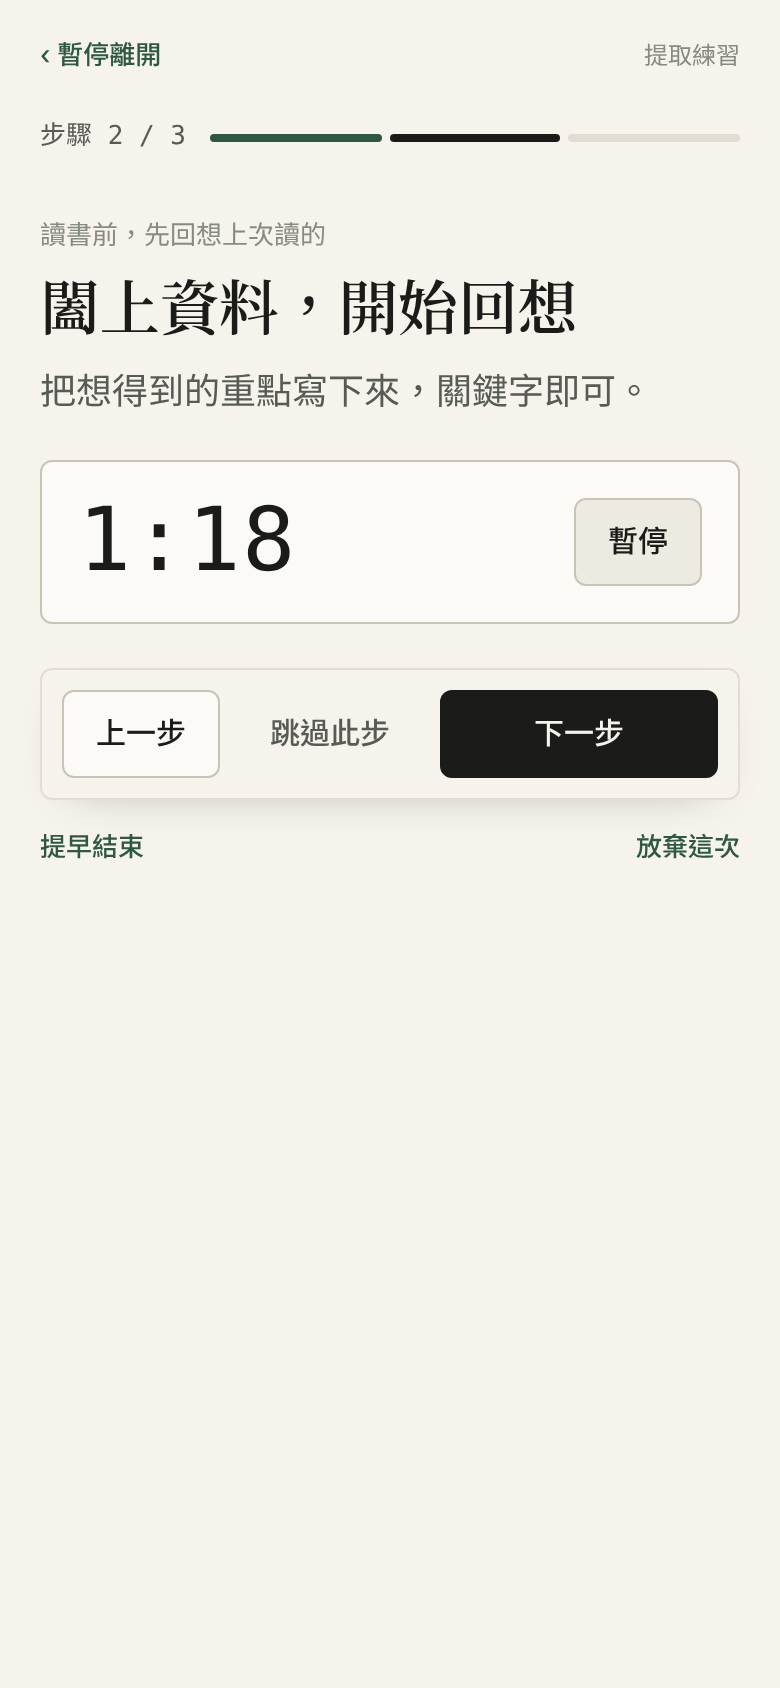 ‹ 暫停離開
提取練習
步驟 2 / 3
讀書前，先回想上次讀的
闔上資料，開始回想
把想得到的重點寫下來，關鍵字即可。
1:18
暫停
上一步
跳過此步
下一步
提早結束
放棄這次